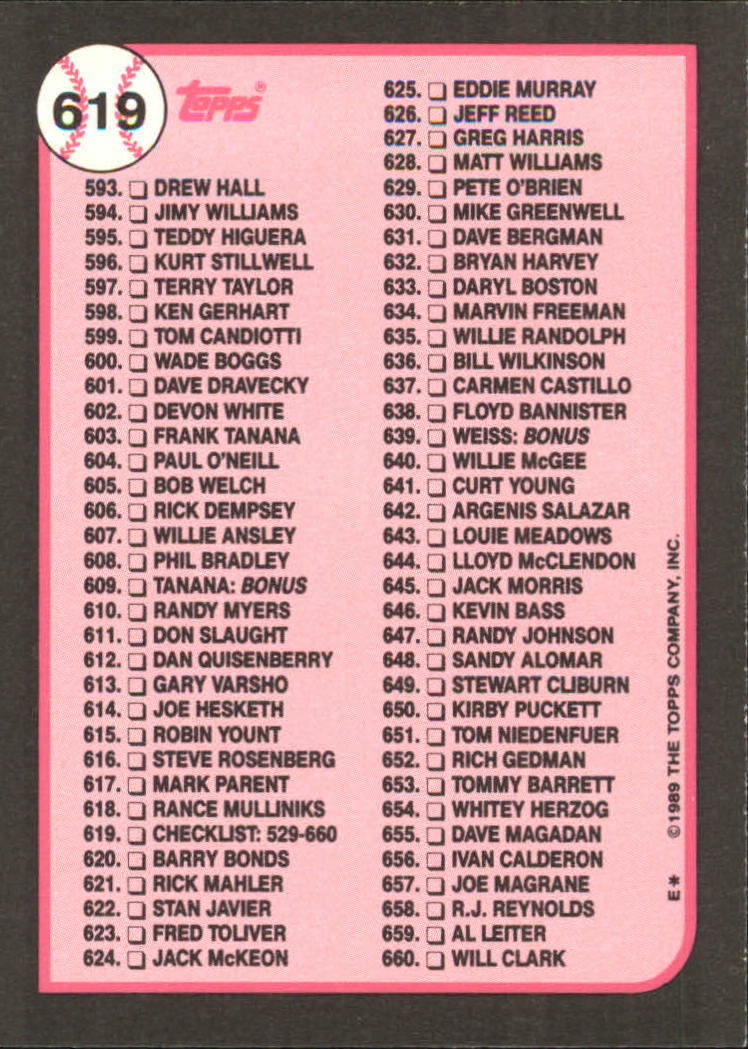 619
TOPPS®
593. DREW HALL
594. JIMY WILLIAMS
595. TEDDY HIGUERA
596. KURT STILLWELL
597. TERRY TAYLOR
598. KEN GERHART
599. TOM CANDIOTTI
600. WADE BOGGS
601. DAVE DRAVECKY
602. DEVON WHITE
603. FRANK TANANA
604. PAUL O'NEILL
605. BOB WELCH
606. RICK DEMPSEY
607. WILLIE ANSLEY
608. PHIL BRADLEY
609. TANANA: BONUS
610. RANDY MYERS
611. DON SLAUGHT
612. DAN QUISENBERRY
613. GARY VARSHO
614. JOE HESKETH
615. ROBIN YOUNT
616. STEVE ROSENBERG
617. MARK PARENT
618. RANCE MULLINIKS
619. CHECKLIST: 529-660
620. BARRY BONDS
621. RICK MAHLER
622. STAN JAVIER
623. FRED TOLIVER
624. JACK McKEON
625. EDDIE MURRAY
626. JEFF REED
627. GREG HARRIS
628. MATT WILLIAMS
629. PETE O'BRIEN
630. MIKE GREENWELL
631. DAVE BERGMAN
632. BRYAN HARVEY
633. DARYL BOSTON
634. MARVIN FREEMAN
635. WILLIE RANDOLPH
636. BILL WILKINSON
637. CARMEN CASTILLO
638. FLOYD BANNISTER
639. WEISS: BONUS
640. WILLIE McGEE
641. CURT YOUNG
642. ARGENIS SALAZAR
643. LOUIE MEADOWS
644. LLOYD McCLENDON
645. JACK MORRIS
646. KEVIN BASS
647. RANDY JOHNSON
648. SANDY ALOMAR
649. STEWART CLIBURN
650. KIRBY PUCKETT
651. TOM NIEDENFUER
652. RICH GEDMAN
653. TOMMY BARRETT
654. WHITEY HERZOG
655. DAVE MAGADAN
656. IVAN CALDERON
657. JOE MAGRANE
658. R.J. REYNOLDS
659. AL LEITER
660. WILL CLARK
E* ©1989 THE TOPPS COMPANY, INC.